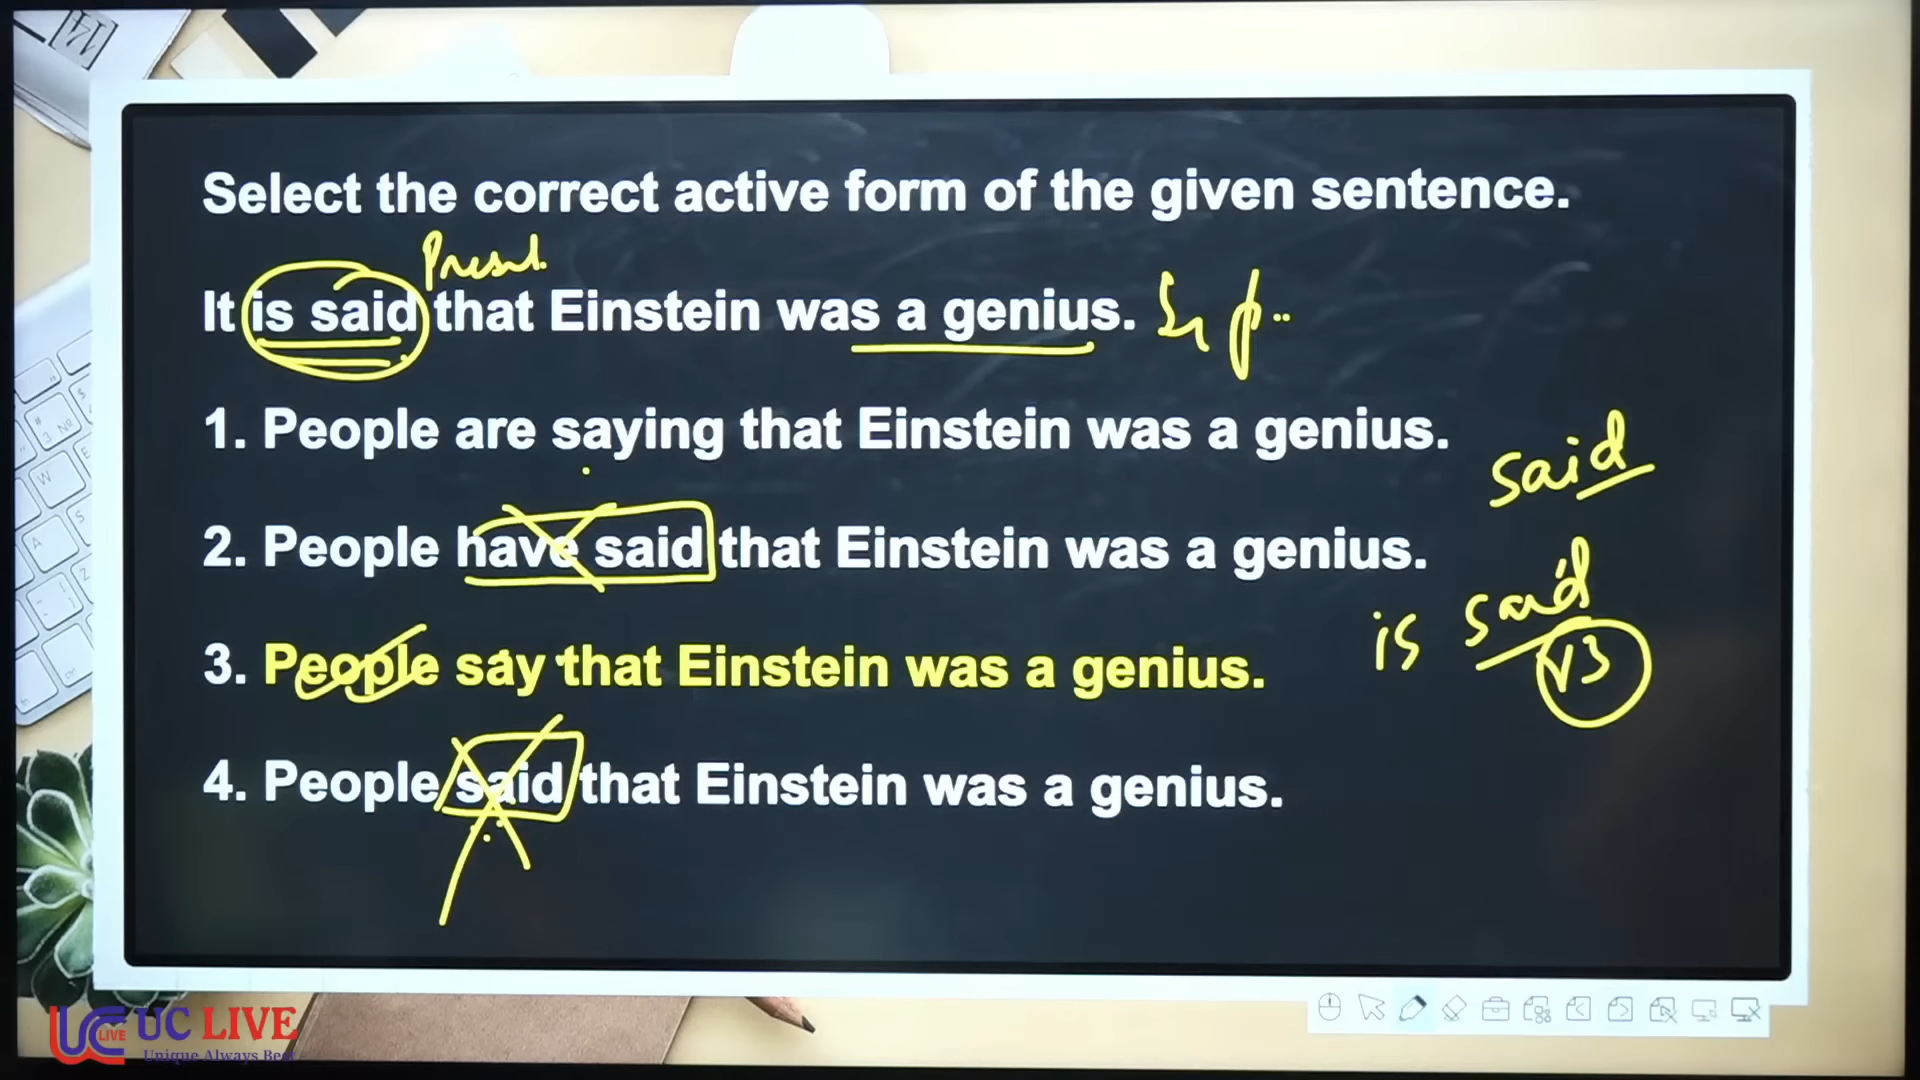 Select the correct active form of the given sentence.
Present.
It is said that Einstein was a genius.
1. People are saying that Einstein was a genius.
said
2. People have said that Einstein was a genius.
is said
V3
3. People say that Einstein was a genius.
4. People said that Einstein was a genius.
UC LIVE
LIVE
Unique Always Best